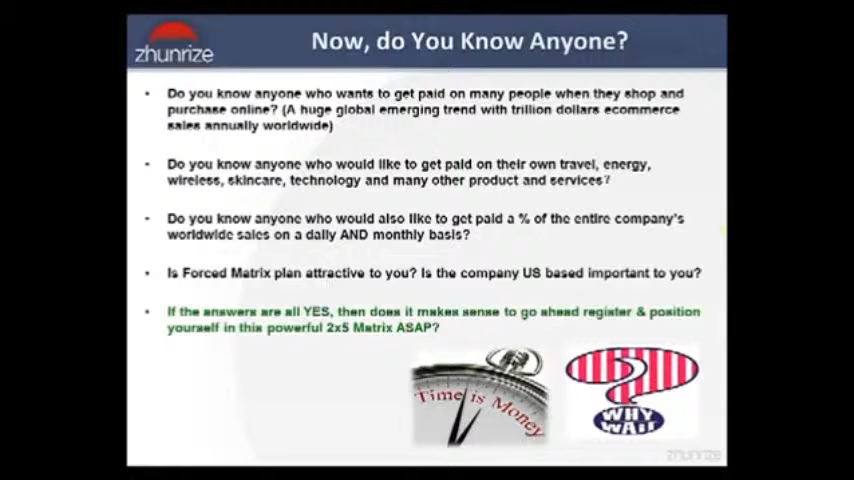 zhunrize
Now, do You Know Anyone?
Do you know anyone who wants to get paid on many people when they shop and
purchase online? (A huge global emerging trend with trillion dollars ecommerce
sales annually worldwide)
Do you know anyone who would like to get paid on their own travel, energy,
wireless, skincare, technology and many other product and services?
Do you know anyone who would also like to get paid a % of the entire company's
worldwide sales on a daily AND monthly basis?
Is Forced Matrix plan attractive to you? Is the company US based important to you?
If the answers are all YES, then does it makes sense to go ahead register & position
yourself in this powerful 2x5 Matrix ASAP?
Time is Money
WHY
WAIT
zhunrize